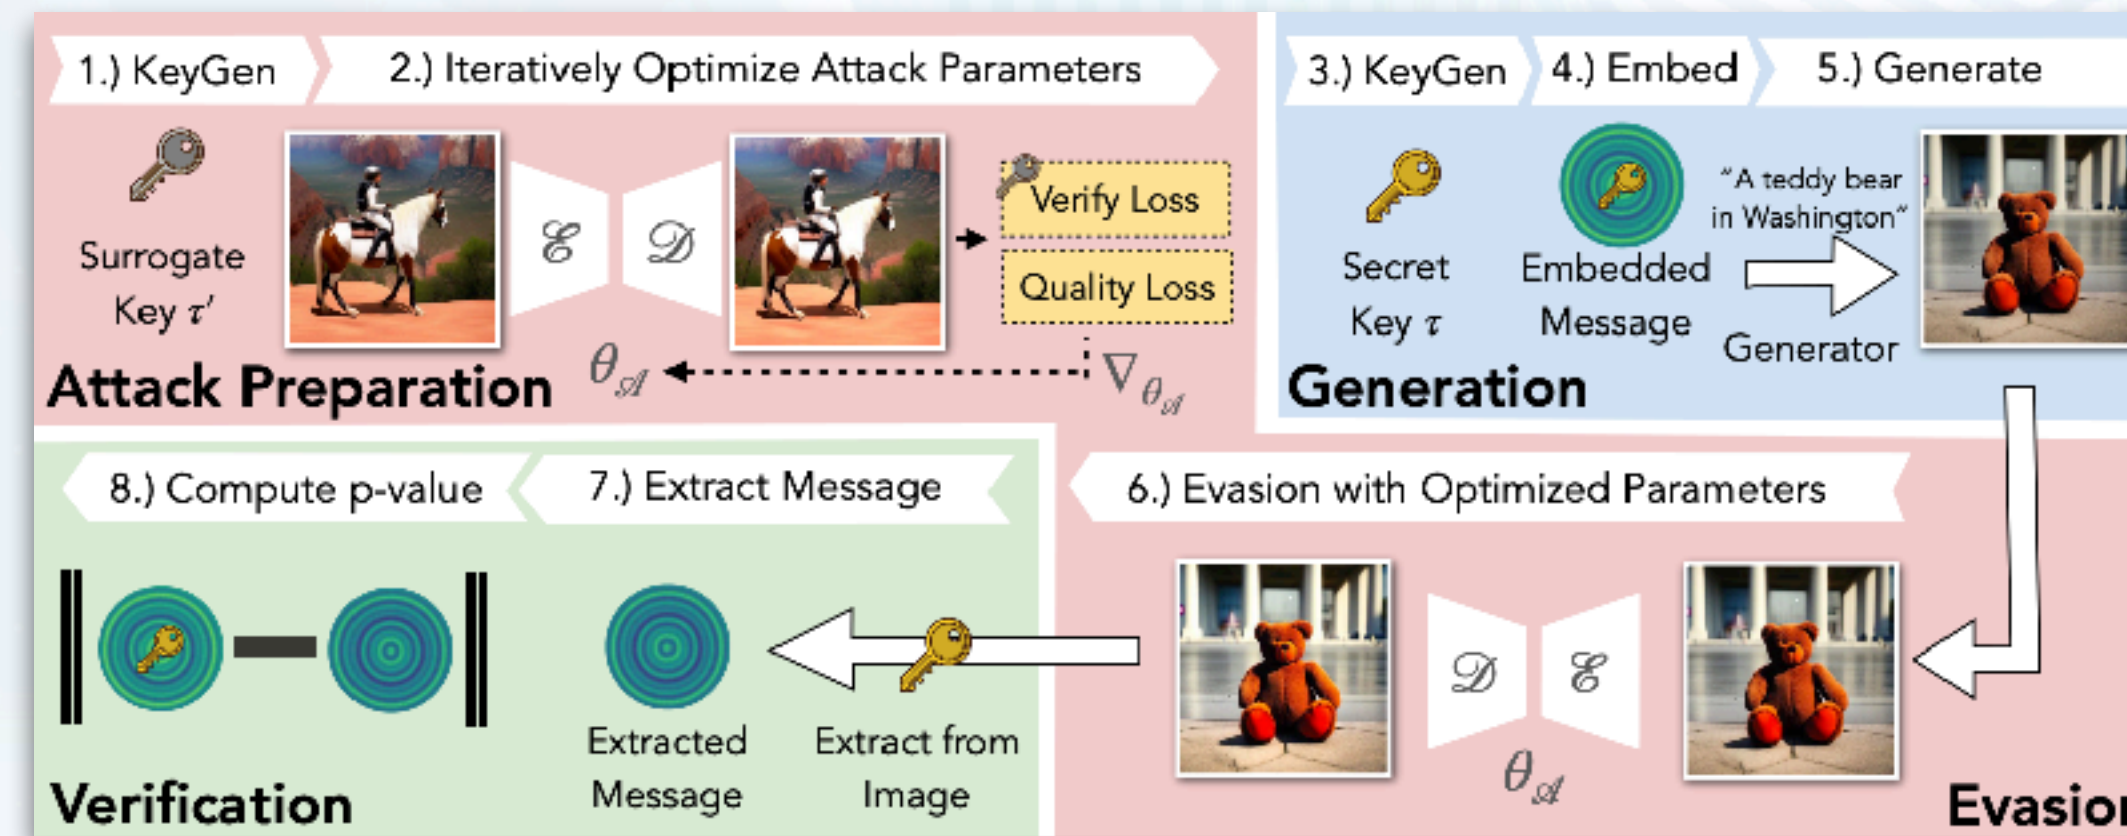 1.) KeyGen
2.) Iteratively Optimize Attack Parameters
Surrogate
Key τ′
ℰ
𝒟
Verify Loss
Quality Loss
θ𝒜
∇θ𝒜
Attack Preparation
3.) KeyGen
4.) Embed
5.) Generate
Secret
Key τ
Embedded
Message
"A teddy bear
in Washington"
Generator
Generation
6.) Evasion with Optimized Parameters
𝒟
ℰ
θ𝒜
Evasion
7.) Extract Message
Extract from
Image
Extracted
Message
8.) Compute p-value
Verification